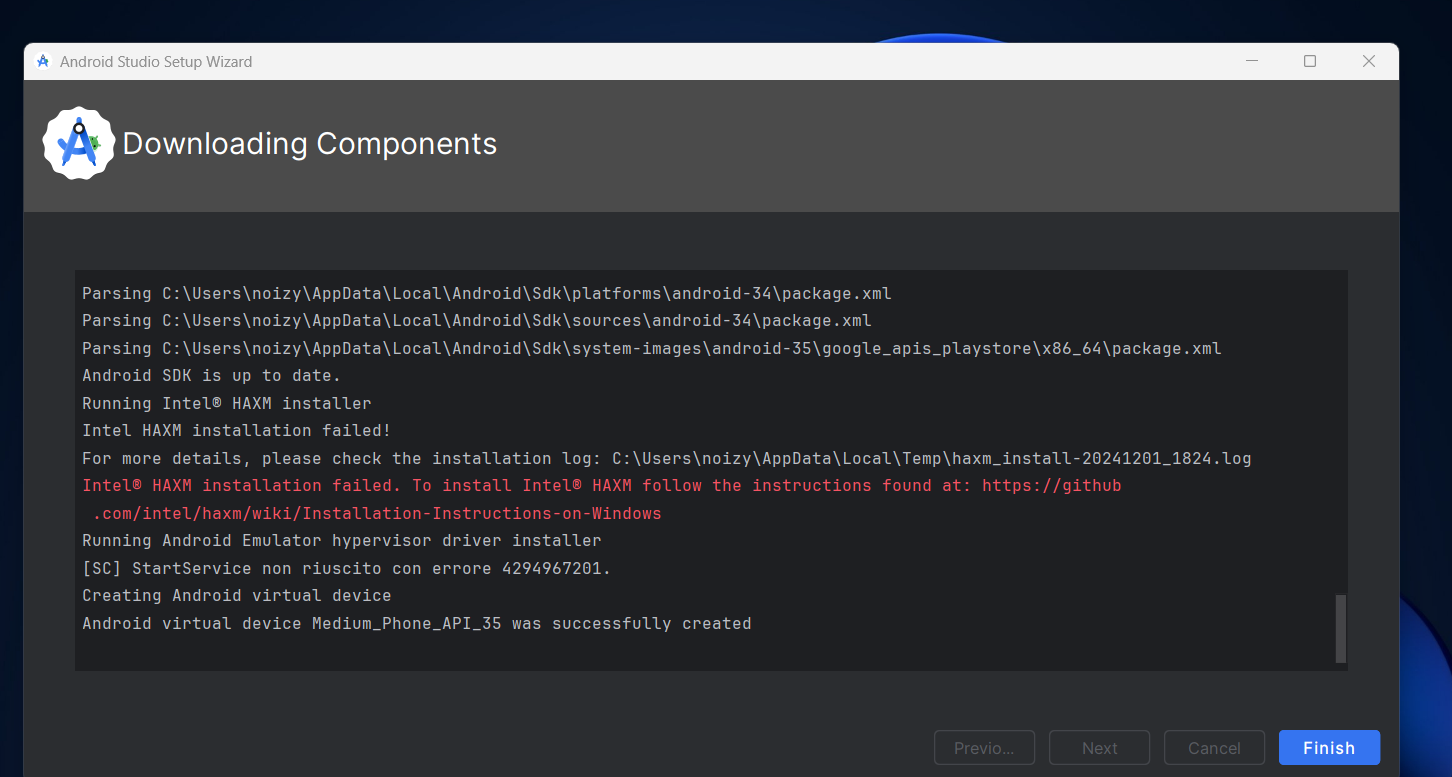 Android Studio Setup Wizard
Downloading Components
Parsing C:\Users\noizy\AppData\Local\Android\Sdk\platforms\android-34\package.xml
Parsing C:\Users\noizy\AppData\Local\Android\Sdk\sources\android-34\package.xml
Parsing C:\Users\noizy\AppData\Local\Android\Sdk\system-images\android-35\google_apis_playstore\x86_64\package.xml
Android SDK is up to date.
Running Intel® HAXM installer
Intel HAXM installation failed!
For more details, please check the installation log: C:\Users\noizy\AppData\Local\Temp\haxm_install-20241201_1824.log
Intel® HAXM installation failed. To install Intel® HAXM follow the instructions found at: https://github
.com/intel/haxm/wiki/Installation-Instructions-on-Windows
Running Android Emulator hypervisor driver installer
[SC] StartService non riuscito con errore 4294967201.
Creating Android virtual device
Android virtual device Medium_Phone_API_35 was successfully created
Previo... Next Cancel Finish